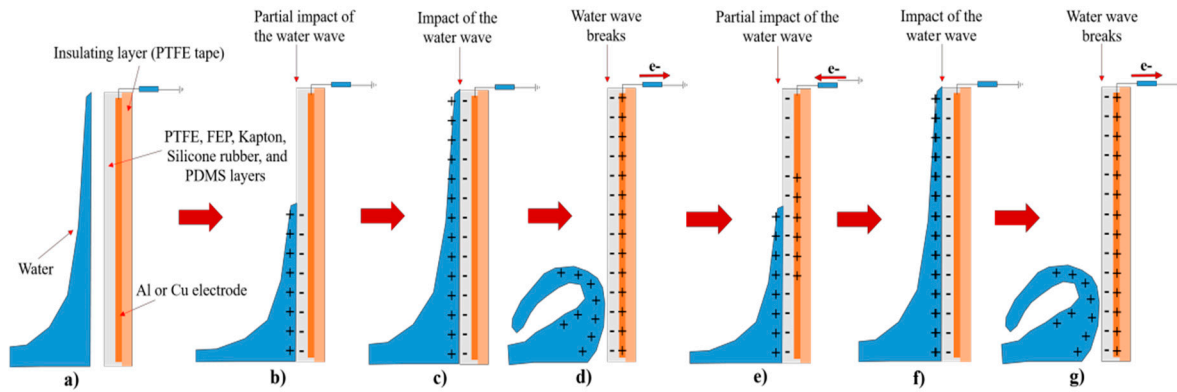 Insulating layer (PTFE tape)
PTFE, FEP, Kapton,
Silicone rubber, and
PDMS layers
Water
Al or Cu electrode
a)
Partial impact of
the water wave
b)
Impact of the
water wave
c)
Water wave
breaks
e-
d)
Partial impact of the
water wave
e-
e)
Impact of the
water wave
f)
Water wave
breaks
e-
g)